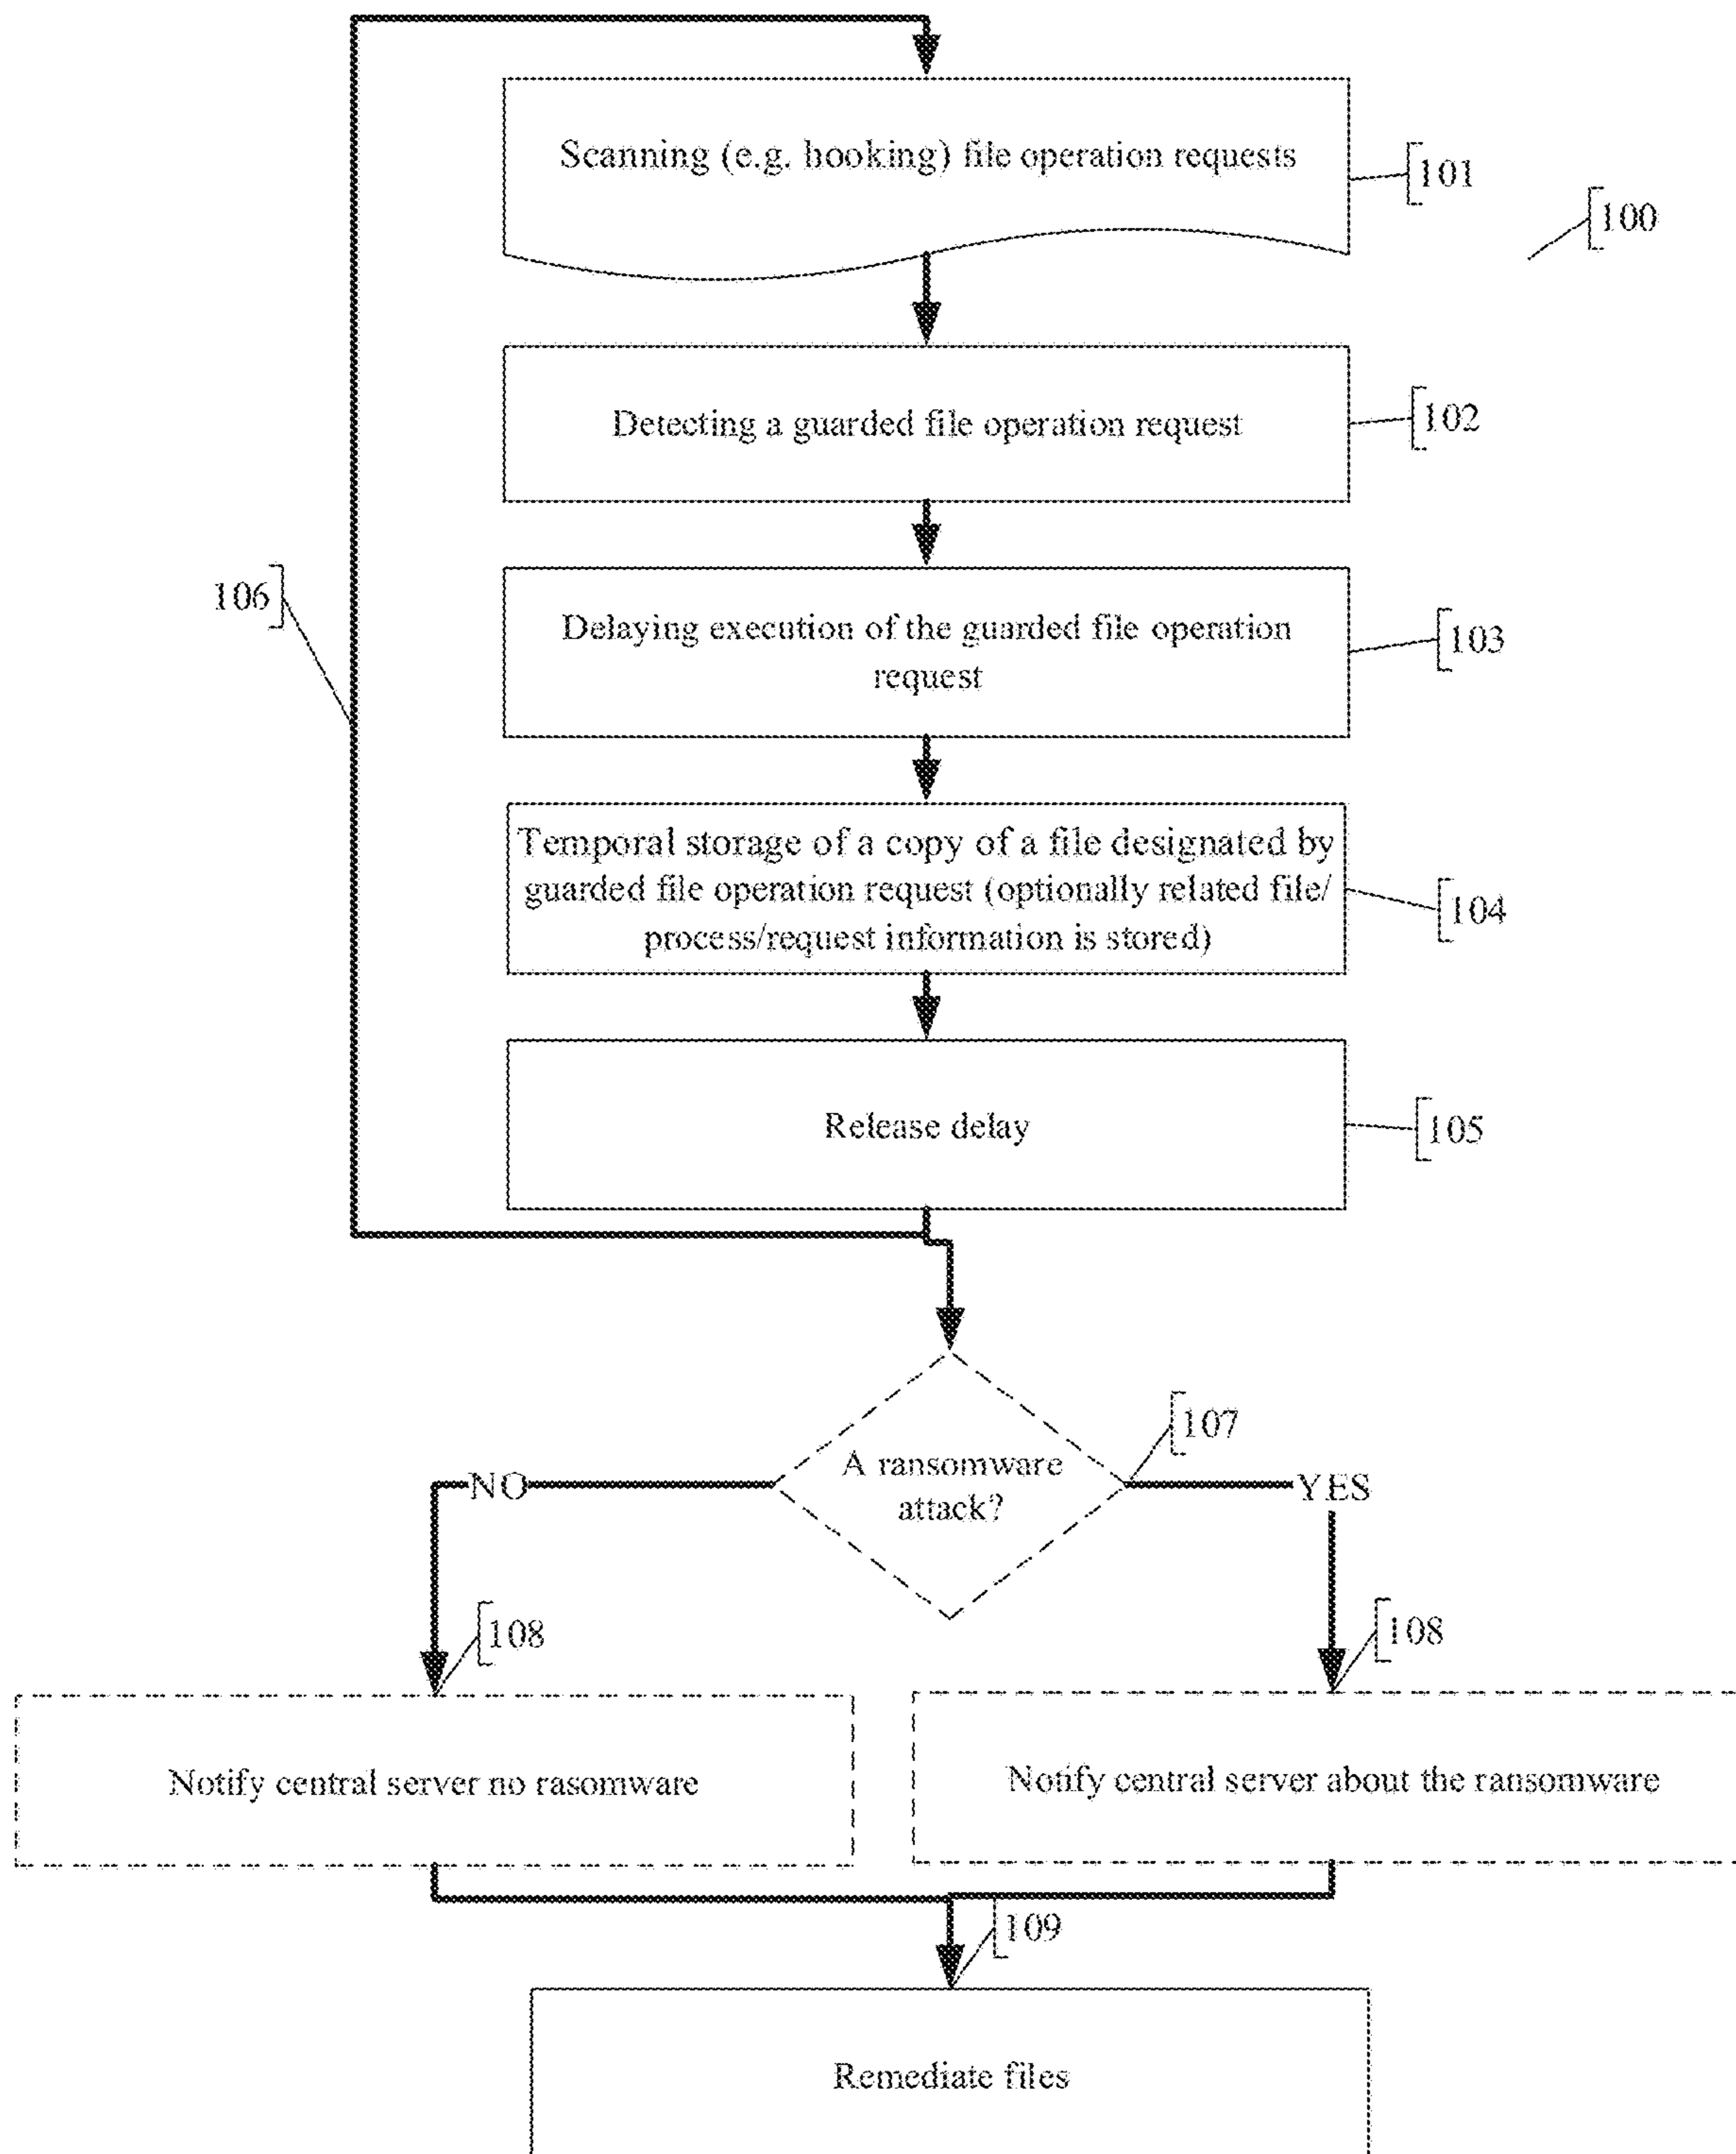 Scanning (e.g. hooking) file operation requests
101
100
Detecting a guarded file operation request
102
106
Delaying execution of the guarded file operation
request
103
Temporal storage of a copy of a file designated by
guarded file operation request (optionally related file/
process/request information is stored)
104
Release delay
105
A ransomware
attack?
107
NO
YES
108
108
Notify central server no rasomware
Notify central server about the ransomware
109
Remediate files